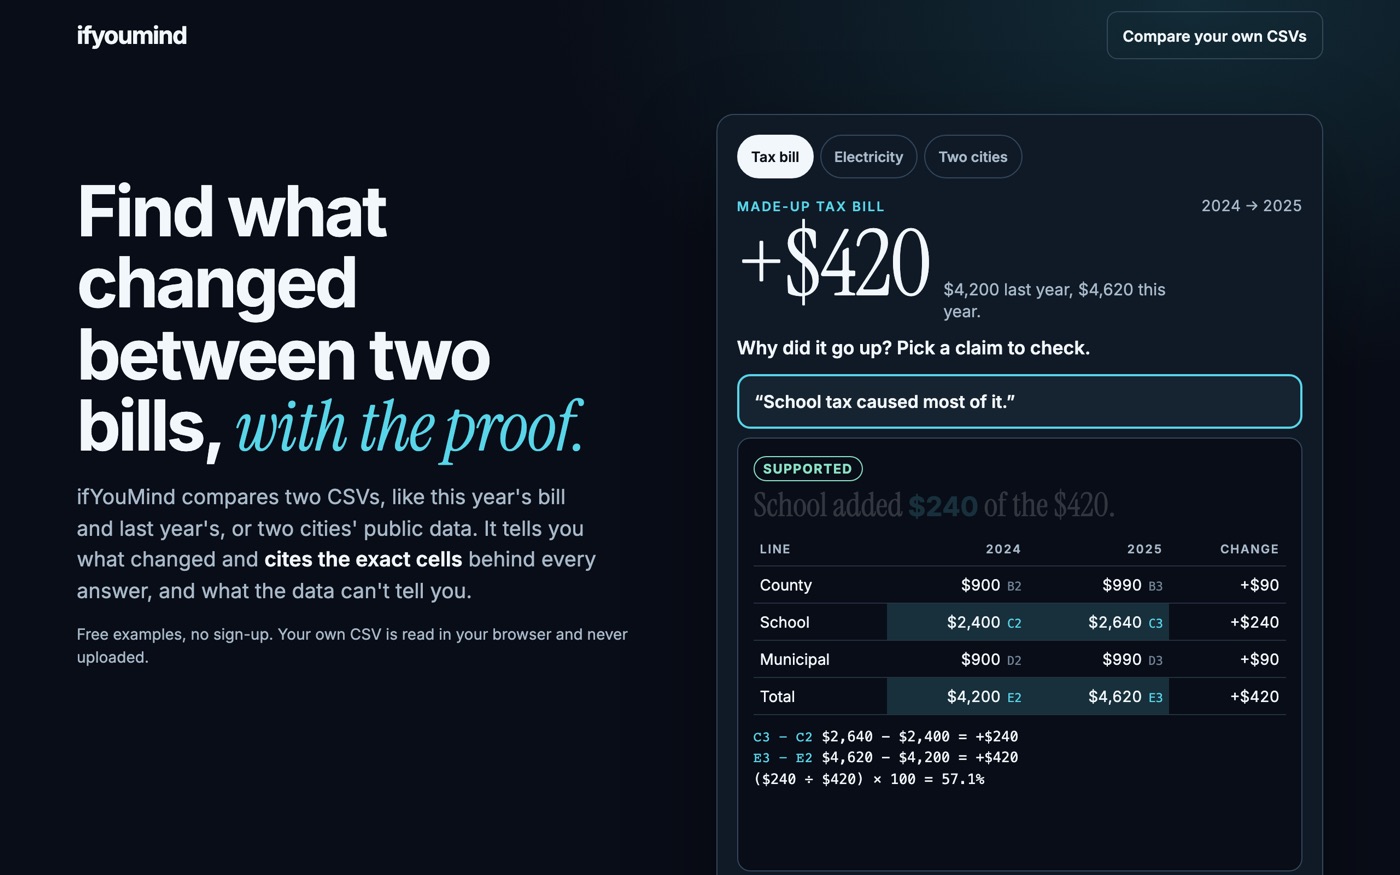 ifyoumind
Compare your own CSVs
Find what
changed
between two
bills, with the proof.
ifYouMind compares two CSVs, like this year's bill
and last year's, or two cities' public data. It tells you
what changed and cites the exact cells behind every
answer, and what the data can't tell you.
Free examples, no sign-up. Your own CSV is read in your browser and never
uploaded.
Tax bill Electricity Two cities
MADE-UP TAX BILL 2024 → 2025
+$420 $4,200 last year, $4,620 this
year.
Why did it go up? Pick a claim to check.
“School tax caused most of it.”
SUPPORTED
School added $240 of the $420.
LINE 2024 2025 CHANGE
County $900 B2 $990 B3 +$90
School $2,400 C2 $2,640 C3 +$240
Municipal $900 D2 $990 D3 +$90
Total $4,200 E2 $4,620 E3 +$420
C3 − C2 $2,640 − $2,400 = +$240
E3 − E2 $4,620 − $4,200 = +$420
($240 ÷ $420) × 100 = 57.1%